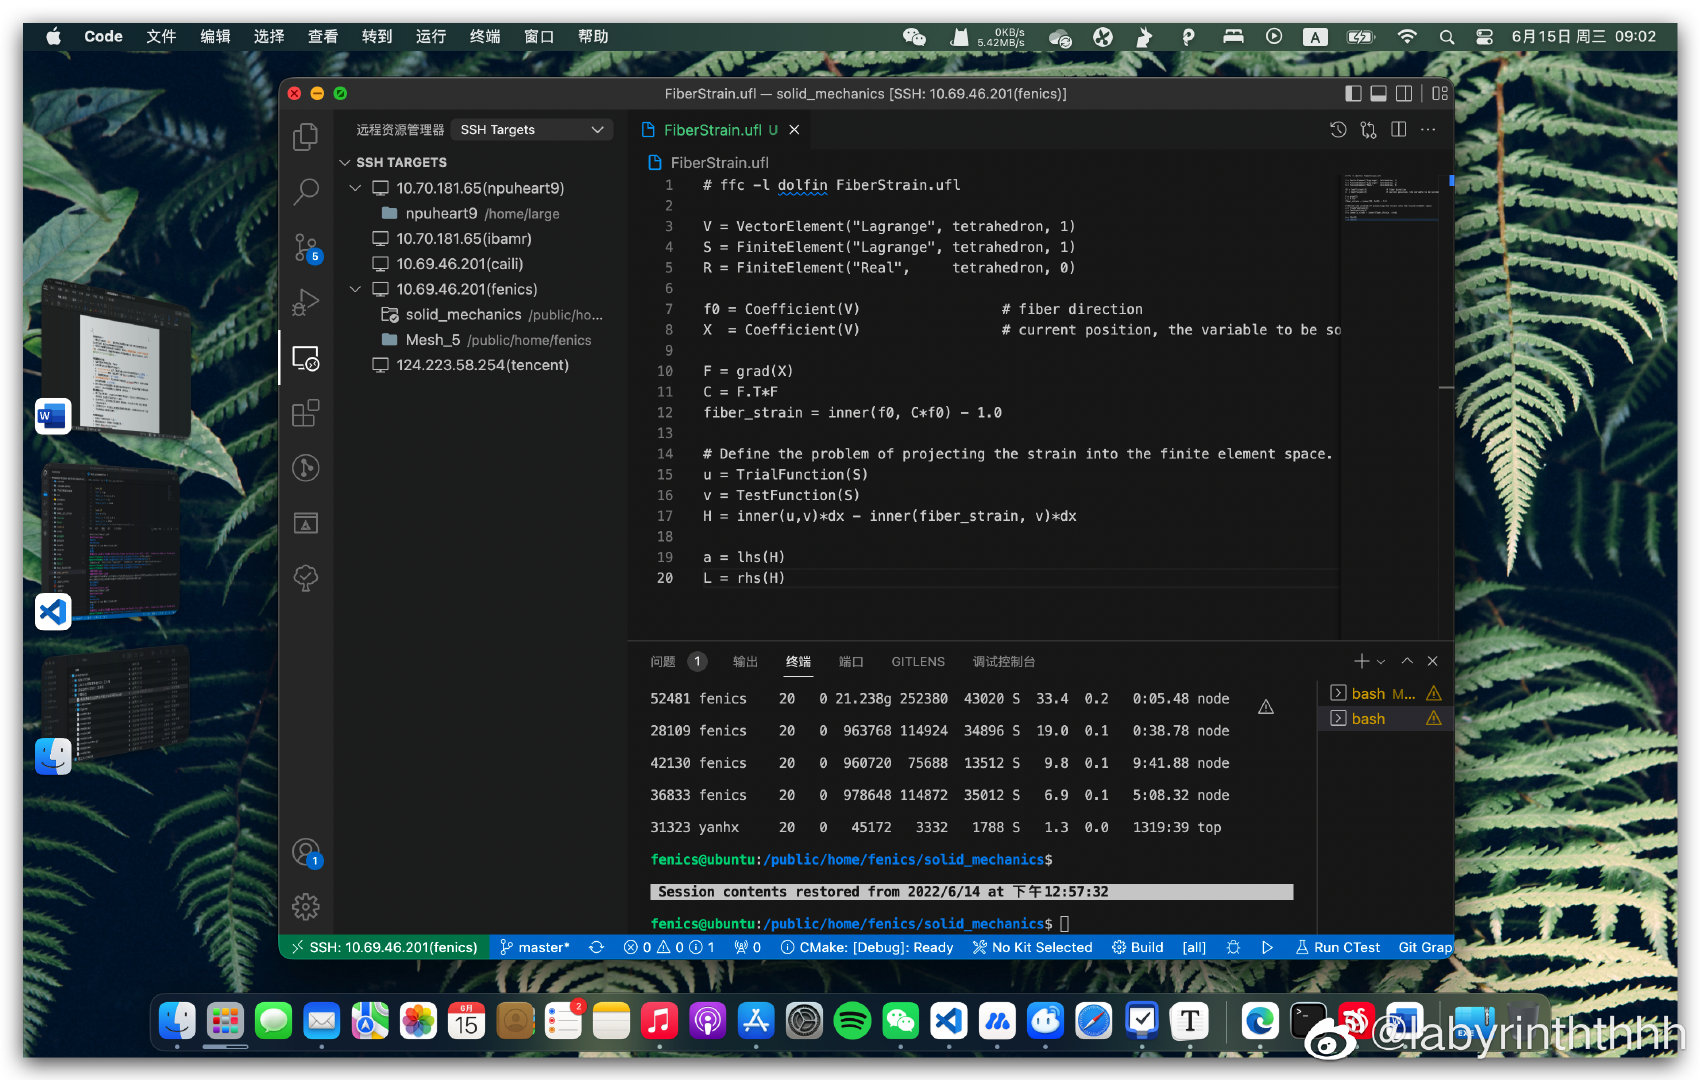 Code 文件 编辑 选择 查看 转到 运行 终端 窗口 帮助 0KB/s 5.42MB/s A 6月15日 周三 09:02
FiberStrain.ufl — solid_mechanics [SSH: 10.69.46.201(fenics)]
远程资源管理器 SSH Targets
FiberStrain.ufl U
SSH TARGETS
10.70.181.65(npuheart9)
npuheart9 /home/large
10.70.181.65(ibamr)
10.69.46.201(caili)
10.69.46.201(fenics)
solid_mechanics /public/ho...
Mesh_5 /public/home/fenics
124.223.58.254(tencent)
5
1
FiberStrain.ufl
1 # ffc -l dolfin FiberStrain.ufl
2
3 V = VectorElement("Lagrange", tetrahedron, 1)
4 S = FiniteElement("Lagrange", tetrahedron, 1)
5 R = FiniteElement("Real",     tetrahedron, 0)
6
7 f0 = Coefficient(V)                 # fiber direction
8 X  = Coefficient(V)                 # current position, the variable to be so
9
10 F = grad(X)
11 C = F.T*F
12 fiber_strain = inner(f0, C*f0) - 1.0
13
14 # Define the problem of projecting the strain into the finite element space.
15 u = TrialFunction(S)
16 v = TestFunction(S)
17 H = inner(u,v)*dx - inner(fiber_strain, v)*dx
18
19 a = lhs(H)
20 L = rhs(H)
问题 1 输出 终端 端口 GITLENS 调试控制台
52481 fenics    20   0 21.238g 252380  43020 S  33.4  0.2   0:05.48 node
28109 fenics    20   0  963768 114924  34896 S  19.0  0.1   0:38.78 node
42130 fenics    20   0  960720  75688  13512 S   9.8  0.1   9:41.88 node
36833 fenics    20   0  978648 114872  35012 S   6.9  0.1   5:08.32 node
31323 yanhx     20   0   45172   3332   1788 S   1.3  0.0   1319:39 top
fenics@ubuntu:/public/home/fenics/solid_mechanics$
Session contents restored from 2022/6/14 at 下午12:57:32
fenics@ubuntu:/public/home/fenics/solid_mechanics$
bash M...
bash
SSH: 10.69.46.201(fenics) master* 0 0 1 0 CMake: [Debug]: Ready No Kit Selected Build [all] Run CTest Git Grap
W
6月
15
2
T
EXE
@labyrinththhh